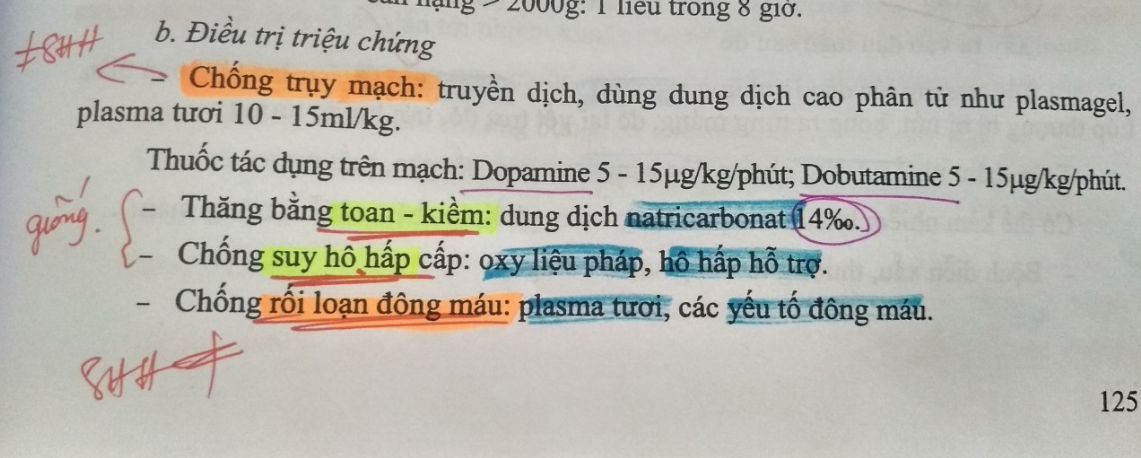 nặng > 2000g: 1 liều trong 8 giờ.
b. Điều trị triệu chứng
- Chống trụy mạch: truyền dịch, dùng dung dịch cao phân tử như plasmagel,
plasma tươi 10 - 15ml/kg.
Thuốc tác dụng trên mạch: Dopamine 5 - 15µg/kg/phút; Dobutamine 5 - 15µg/kg/phút.
giống.
- Thăng bằng toan - kiềm: dung dịch natricarbonat 14‰.
- Chống suy hô hấp cấp: oxy liệu pháp, hô hấp hỗ trợ.
- Chống rối loạn đông máu: plasma tươi, các yếu tố đông máu.
125